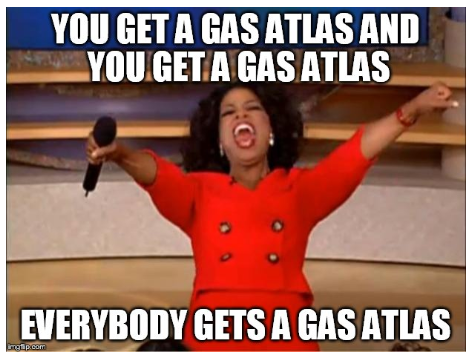 YOU GET A GAS ATLAS AND
YOU GET A GAS ATLAS
EVERYBODY GETS A GAS ATLAS
imgflip.com